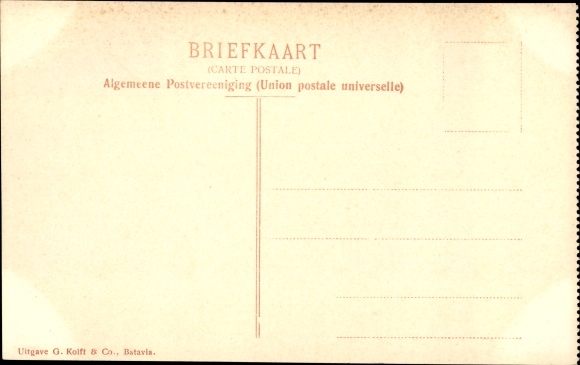 BRIEFKAART
(CARTE POSTALE)
Algemeene Postvereeniging (Union postale universelle)
Uitgave G. Kolff & Co., Batavia.